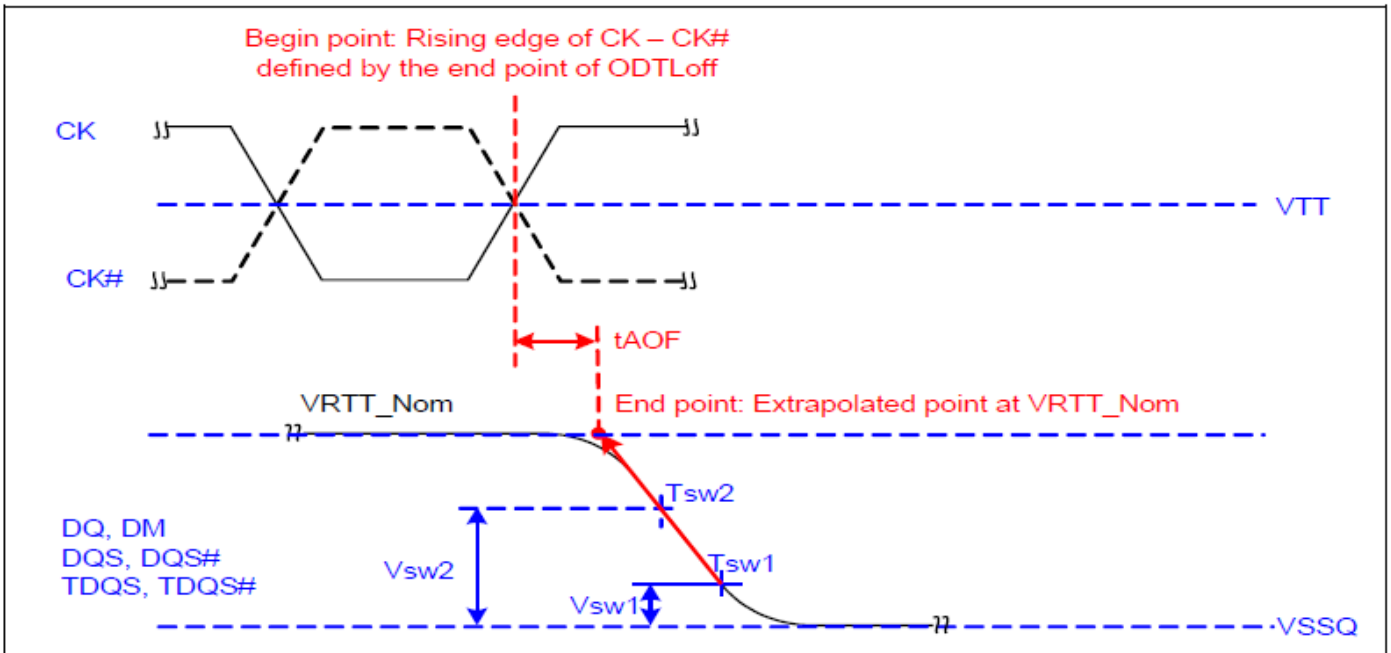 Begin point: Rising edge of CK – CK#
defined by the end point of ODTLoff
CK
VTT
CK#
tAOF
VRTT_Nom
End point: Extrapolated point at VRTT_Nom
Tsw2
DQ, DM
DQS, DQS#
TDQS, TDQS#
Vsw2
Tsw1
Vsw1
VSSQ